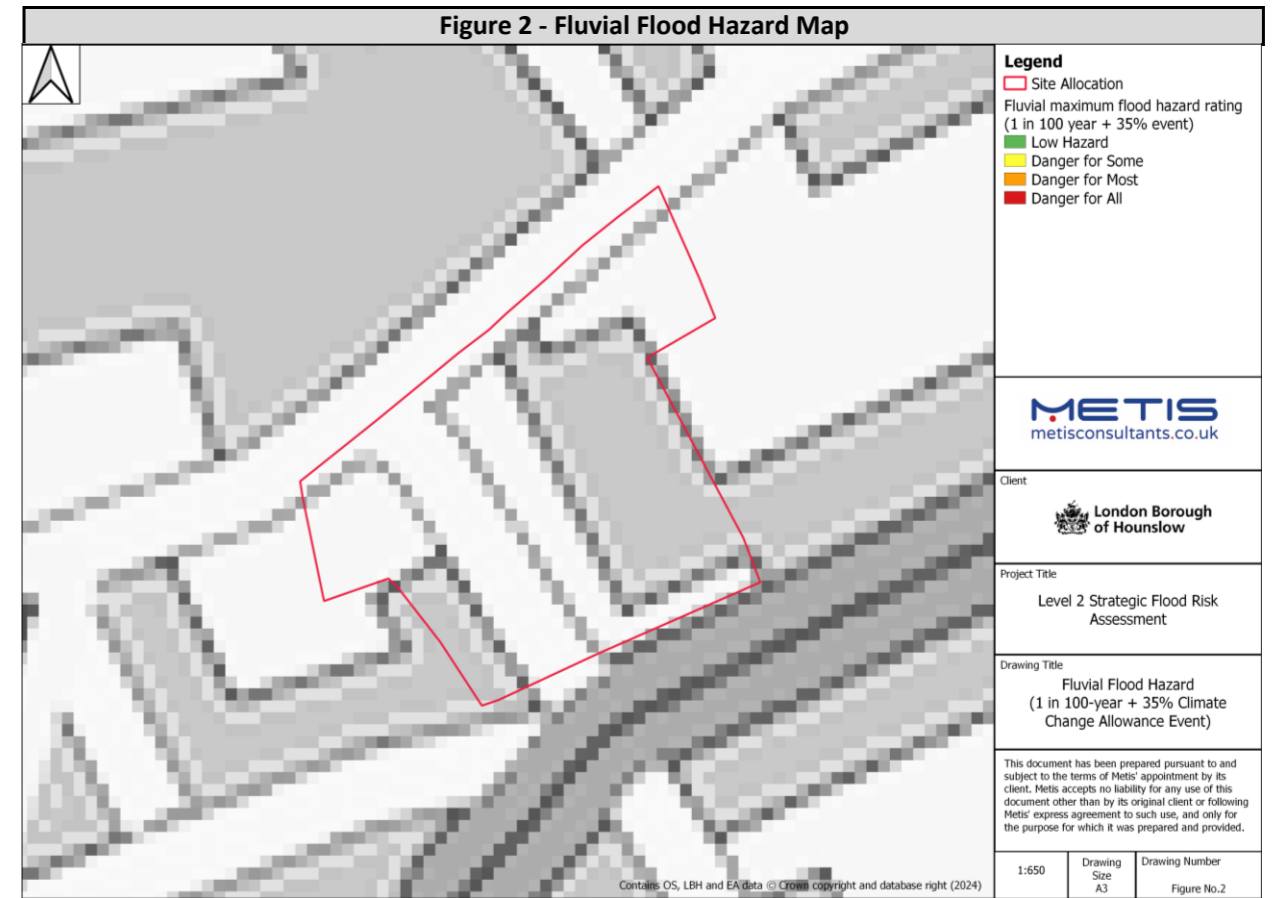 Figure 2 - Fluvial Flood Hazard Map
Legend
Site Allocation
Fluvial maximum flood hazard rating
(1 in 100 year + 35% event)
Low Hazard
Danger for Some
Danger for Most
Danger for All
METIS
metisconsultants.co.uk
Client
London Borough
of Hounslow
Project Title
Level 2 Strategic Flood Risk
Assessment
Drawing Title
Fluvial Flood Hazard
(1 in 100-year + 35% Climate
Change Allowance Event)
This document has been prepared pursuant to and
subject to the terms of Metis' appointment by its
client. Metis accepts no liability for any use of this
document other than by its original client or following
Metis' express agreement to such use, and only for
the purpose for which it was prepared and provided.
1:650
Drawing
Size
A3
Drawing Number
Figure No.2
Contains OS, LBH and EA data © Crown copyright and database right (2024)